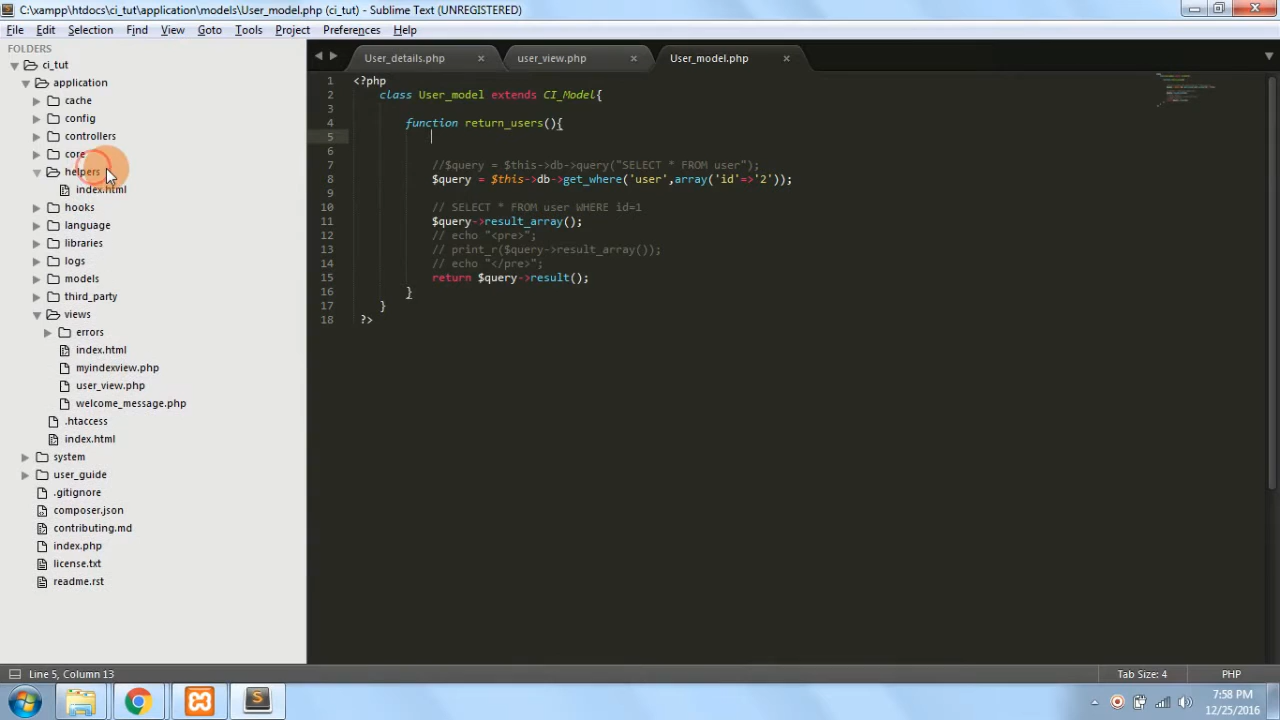 C:\xampp\htdocs\ci_tut\application\models\User_model.php (ci_tut) - Sublime Text (UNREGISTERED)
File Edit Selection Find View Goto Tools Project Preferences Help
FOLDERS
ci_tut
application
cache
config
controllers
core
helpers
index.html
hooks
language
libraries
logs
models
third_party
views
errors
index.html
myindexview.php
user_view.php
welcome_message.php
.htaccess
index.html
system
user_guide
.gitignore
composer.json
contributing.md
index.php
license.txt
readme.rst
User_details.php user_view.php User_model.php
1 <?php
2 class User_model extends CI_Model{
3
4 function return_users(){
5
6
7 //$query = $this->db->query("SELECT * FROM user");
8 $query = $this->db->get_where('user',array('id'=>'2'));
9
10 // SELECT * FROM user WHERE id=1
11 $query->result_array();
12 // echo "<pre>";
13 // print_r($query->result_array());
14 // echo "</pre>";
15 return $query->result();
16 }
17 }
18 ?>
Line 5, Column 13 Tab Size: 4 PHP
7:58 PM
12/25/2016